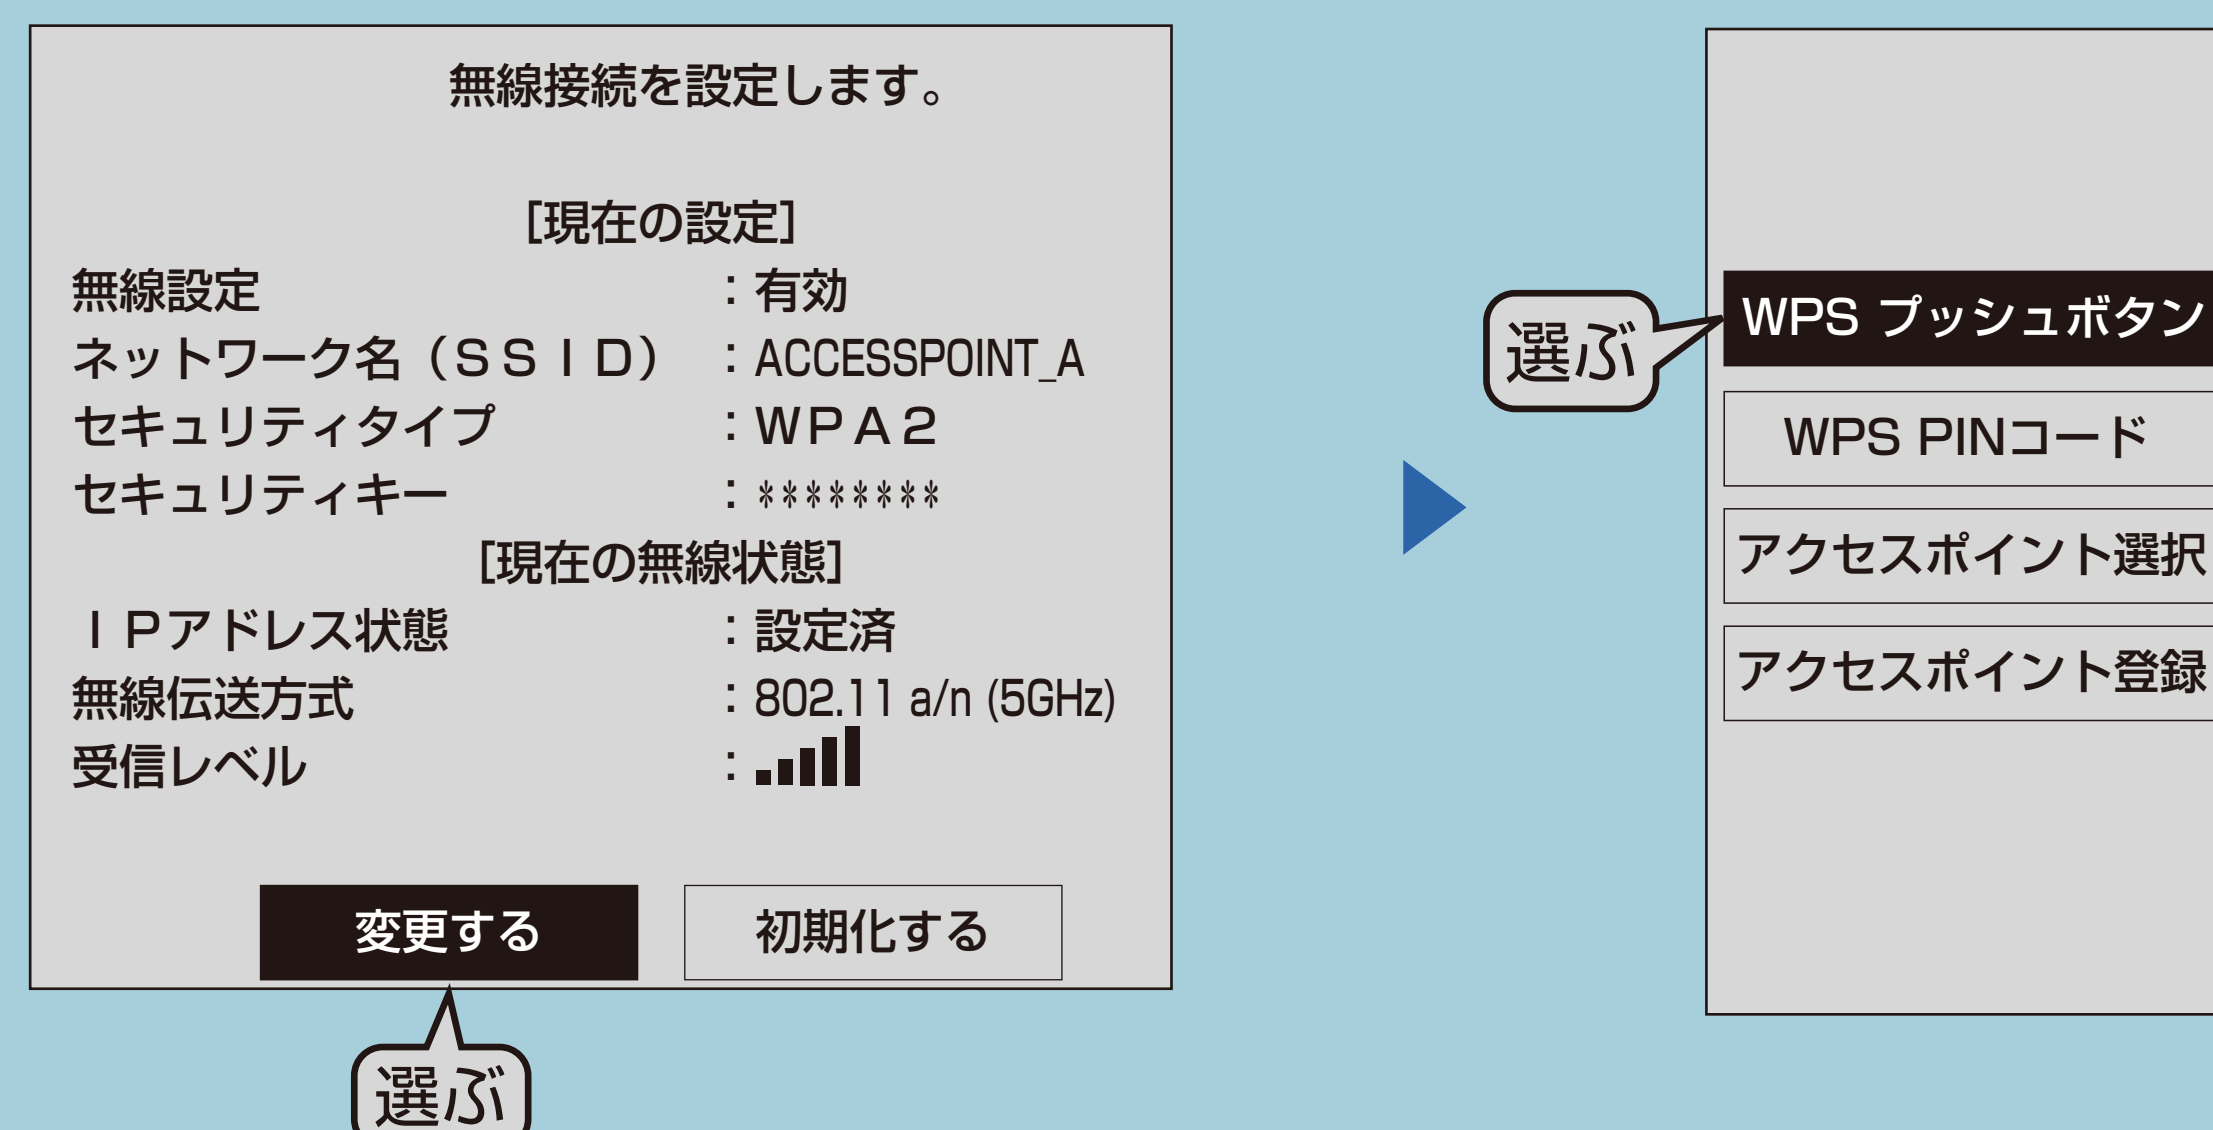 無線接続を設定します。
[現在の設定]
無線設定 : 有効
ネットワーク名（ＳＳＩＤ） : ACCESSPOINT_A
セキュリティタイプ : ＷＰＡ２
セキュリティキー : ********
[現在の無線状態]
ＩＰアドレス状態 : 設定済
無線伝送方式 : 802.11 a/n (5GHz)
受信レベル :
変更する 初期化する
選ぶ
選ぶ
WPS プッシュボタン
WPS PINコード
アクセスポイント選択
アクセスポイント登録